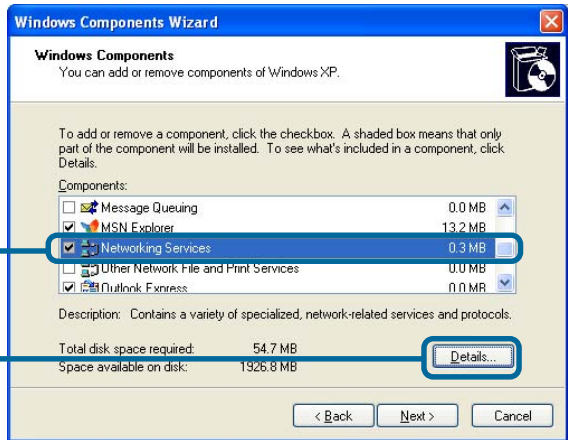 Windows Components Wizard
Windows Components
You can add or remove components of Windows XP.
To add or remove a component, click the checkbox. A shaded box means that only
part of the component will be installed. To see what's included in a component, click
Details.
Components:
Message Queuing 0.0 MB
MSN Explorer 13.2 MB
Networking Services 0.3 MB
Other Network File and Print Services 0.0 MB
Outlook Express 0.0 MB
Description: Contains a variety of specialized, network-related services and protocols.
Total disk space required: 54.7 MB
Space available on disk: 1926.8 MB
Details...
< Back Next > Cancel